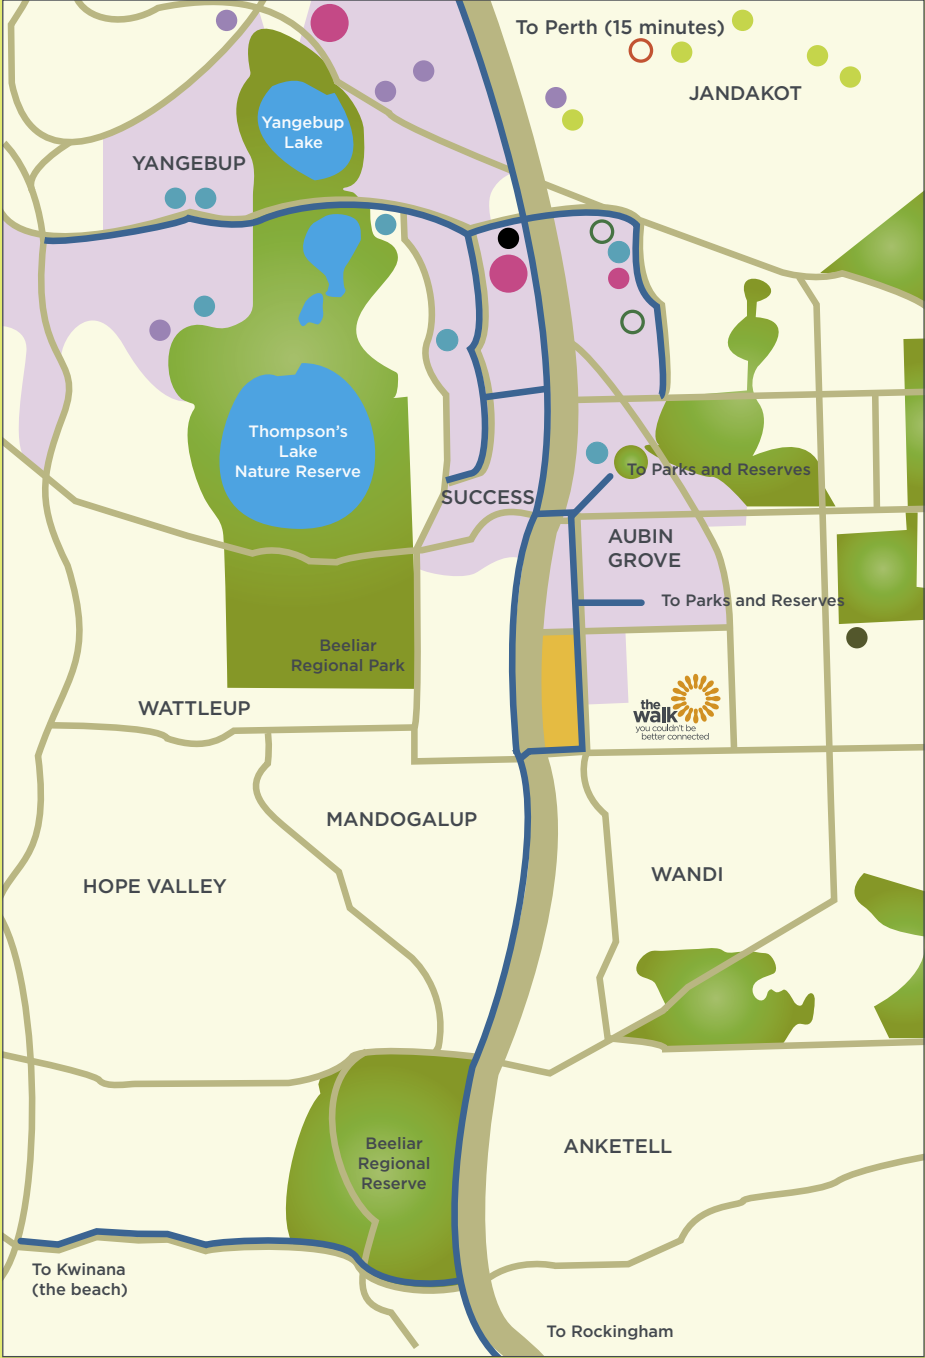 To Perth (15 minutes)
JANDAKOT
Yangebup
Lake
YANGEBUP
Thompson's
Lake
Nature Reserve
To Parks and Reserves
SUCCESS
AUBIN
GROVE
To Parks and Reserves
Beeliar
Regional Park
WATTLEUP
the
walk
you couldn't be
better connected
MANDOGALUP
WANDI
HOPE VALLEY
Beeliar
Regional
Reserve
ANKETELL
To Kwinana
(the beach)
To Rockingham